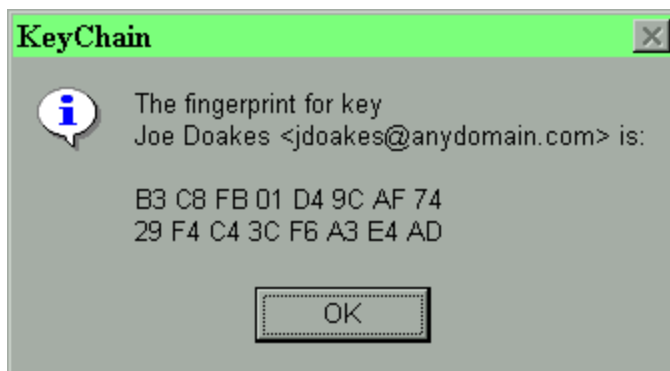 KeyChain
The fingerprint for key
Joe Doakes <jdoakes@anydomain.com> is:
B3 C8 FB 01 D4 9C AF 74
29 F4 C4 3C F6 A3 E4 AD
OK